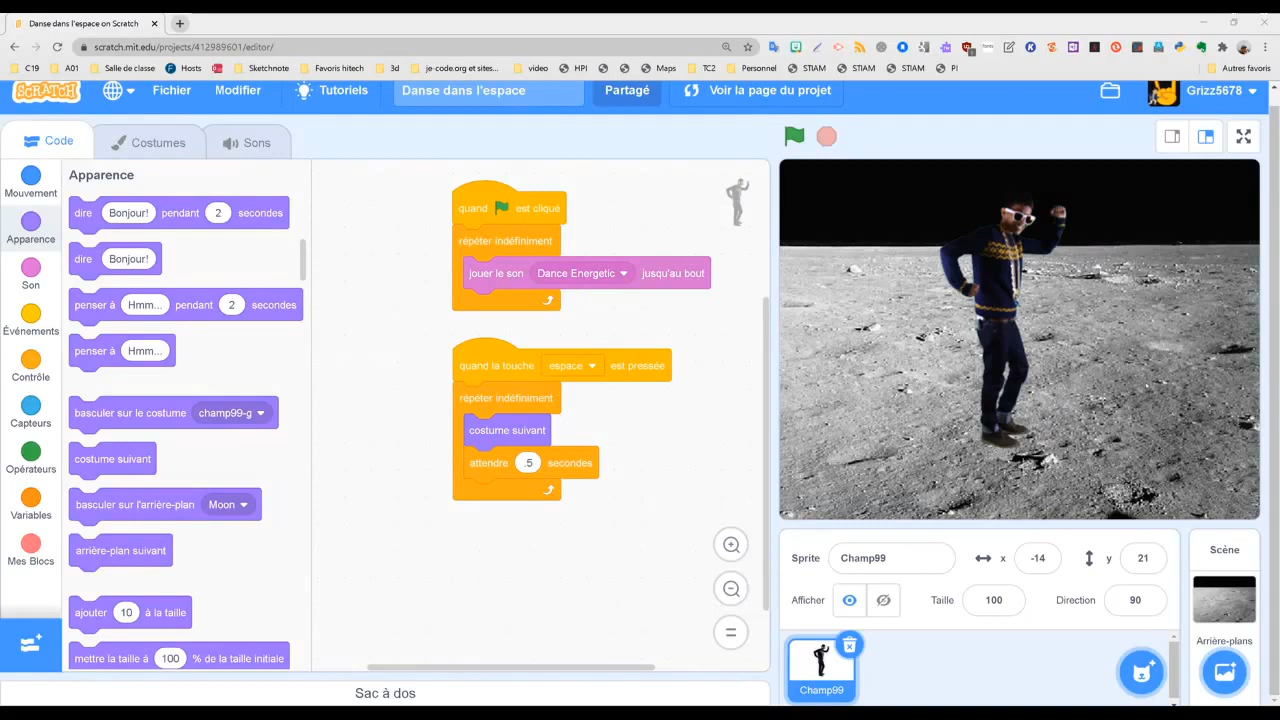 Danse dans l'espace on Scratch
scratch.mit.edu/projects/412989601/editor/
C19 A01 Salle de classe Hosts Sketchnote Favoris hitech 3d je-code.org et sites... video HPI Maps TC2 Personnel STIAM STIAM STIAM PI Autres favoris
SCRATCH Fichier Modifier Tutoriels Danse dans l'espace Partagé Voir la page du projet Grizz5678
Code Costumes Sons
Mouvement
Apparence
Son
Événements
Contrôle
Capteurs
Opérateurs
Variables
Mes Blocs
Apparence
dire Bonjour! pendant 2 secondes
dire Bonjour!
penser à Hmm... pendant 2 secondes
penser à Hmm...
basculer sur le costume champ99-g
costume suivant
basculer sur l'arrière-plan Moon
arrière-plan suivant
ajouter 10 à la taille
mettre la taille à 100 % de la taille initiale
quand est cliqué
répéter indéfiniment
jouer le son Dance Energetic jusqu'au bout
quand la touche espace est pressée
répéter indéfiniment
costume suivant
attendre .5 secondes
Sac à dos
Sprite Champ99 x -14 y 21
Afficher Taille 100 Direction 90
Champ99
Scène
Arrière-plans